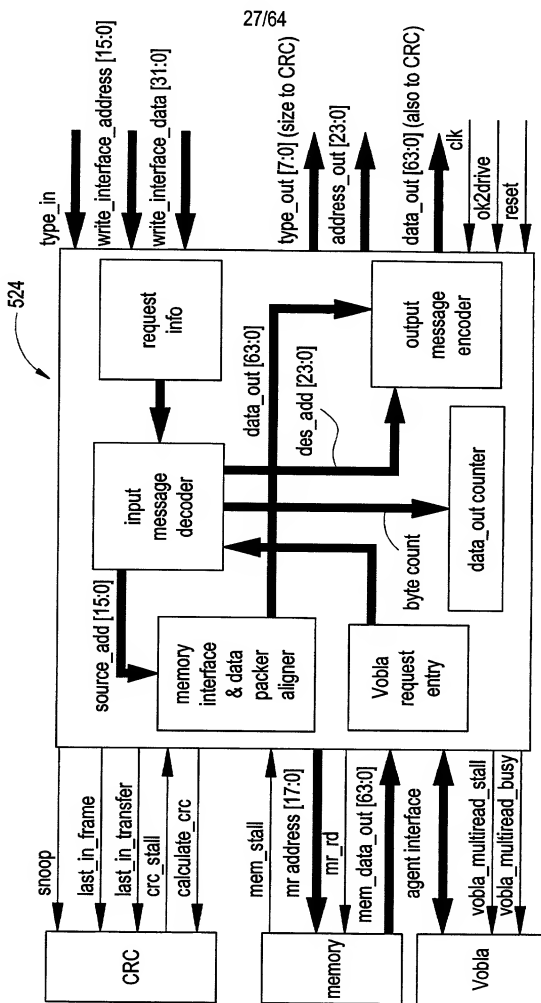 27/64
524
type_in
write_interface_address [15:0]
write_interface_data [31:0]
type_out [7:0] (size to CRC)
address_out [23:0]
data_out [63:0] (also to CRC)
clk
ok2drive
reset
request
info
input
message
decoder
output
message
encoder
data_out [63:0]
des_add [23:0]
byte count
data_out counter
source_add [15:0]
memory
interface
& data
packer
aligner
Vobla
request
entry
snoop
last_in_frame
last_in_transfer
crc_stall
calculate_crc
mem_stall
mr address [17:0]
mr_rd
mem_data_out [63:0]
agent interface
vobla_multiread_stall
vobla_multiread_busy
CRC
memory
Vobla